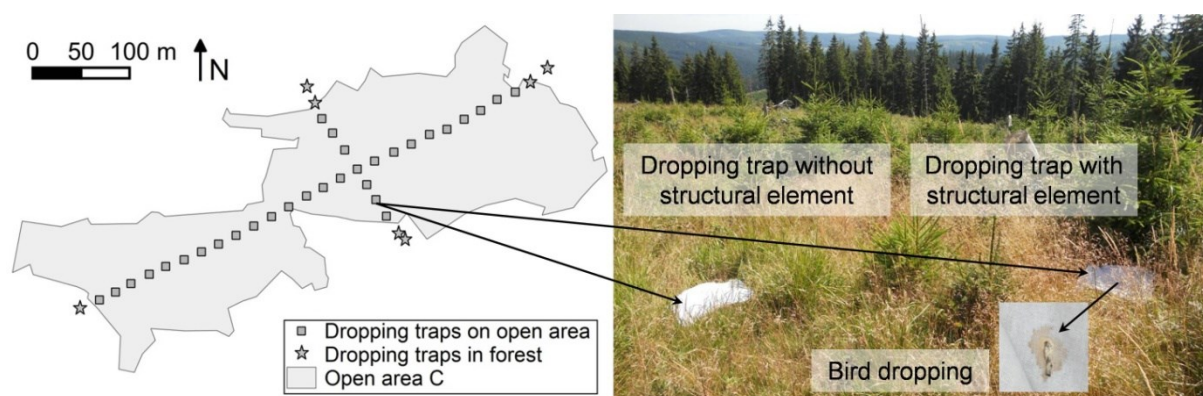 0 50 100 m
N
Dropping traps on open area
Dropping traps in forest
Open area C
Dropping trap without
structural element
Dropping trap with
structural element
Bird dropping